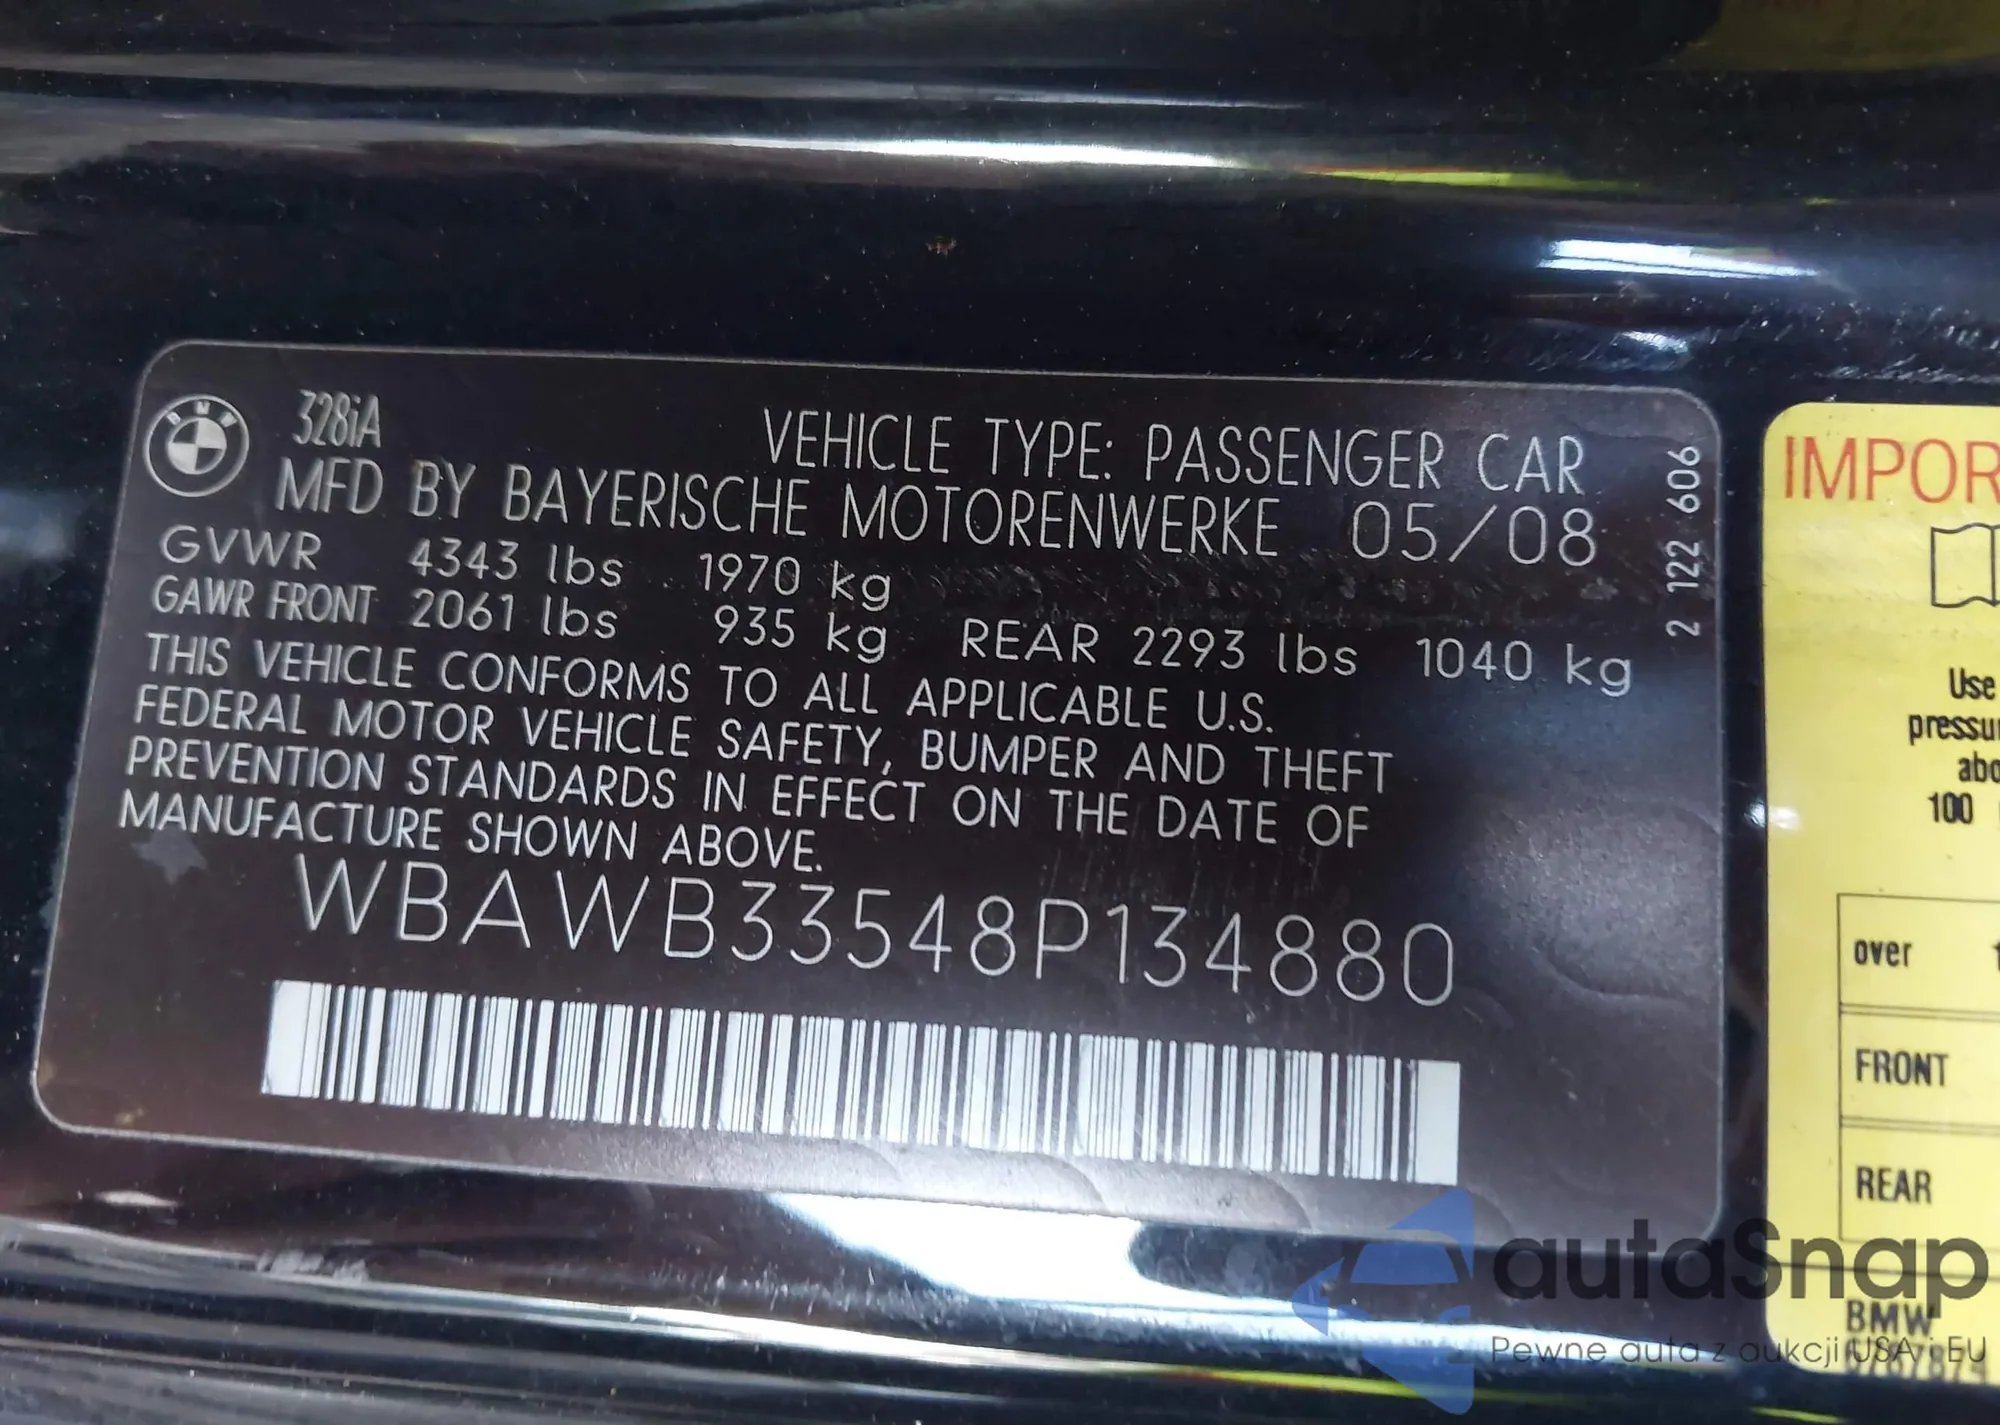 BMW
328iA
VEHICLE TYPE: PASSENGER CAR
MFD BY BAYERISCHE MOTORENWERKE 05/08
GVWR 4343 lbs 1970 kg
GAWR FRONT 2061 lbs 935 kg REAR 2293 lbs 1040 kg
THIS VEHICLE CONFORMS TO ALL APPLICABLE U.S.
FEDERAL MOTOR VEHICLE SAFETY, BUMPER AND THEFT
PREVENTION STANDARDS IN EFFECT ON THE DATE OF
MANUFACTURE SHOWN ABOVE.
WBAWB33548P134880
2 122 606
IMPOR
Use
pressu
abo
100
over
FRONT
REAR
BMW
autaSnap
Pewne auta z aukcji USA i EU